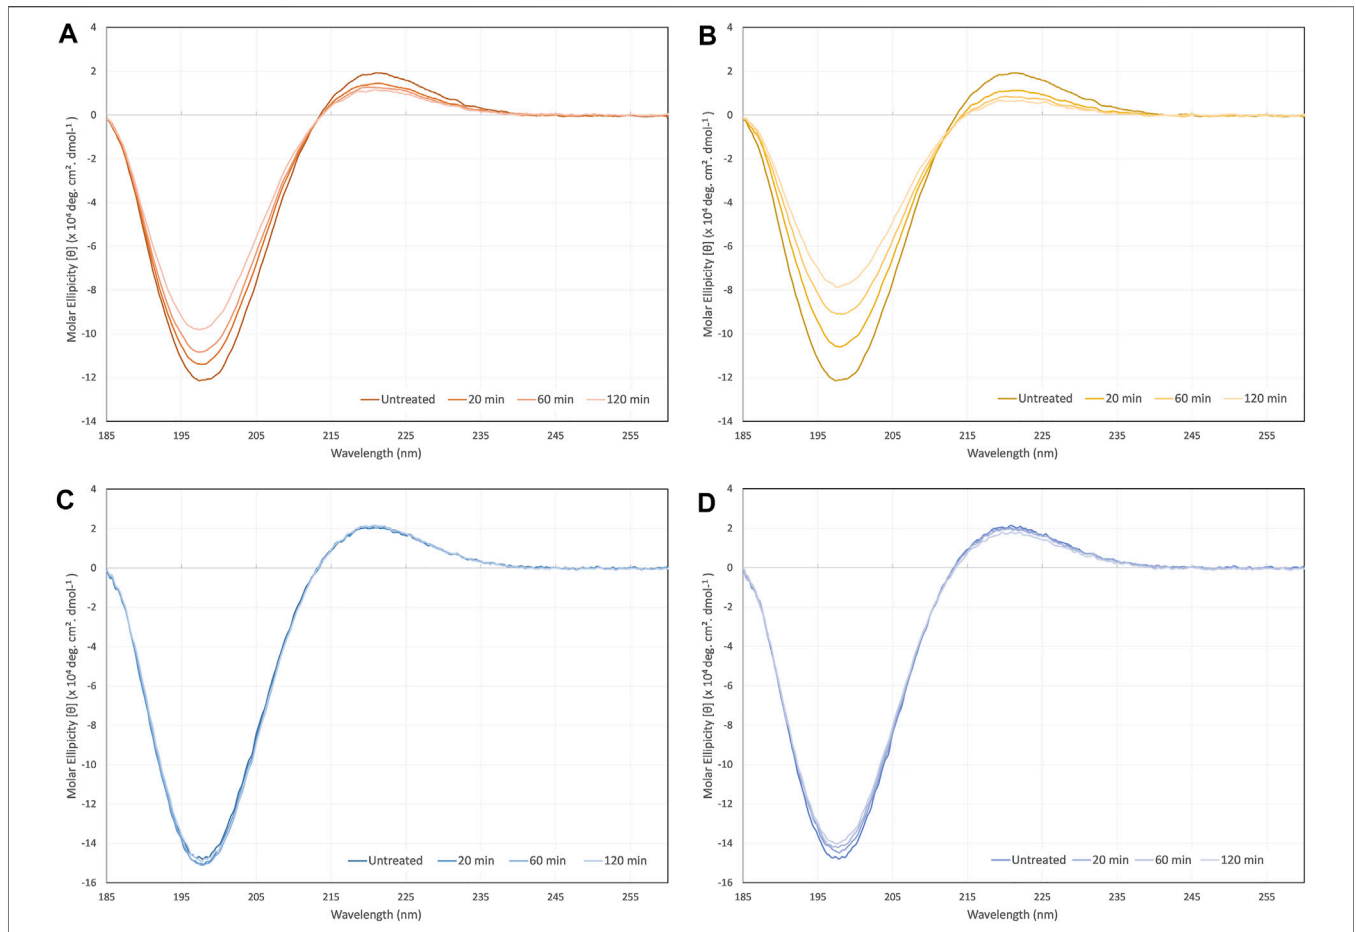 A
4
2
0
-2
-4
-6
-8
-10
-12
-14
Molar Ellipicity [θ] (x 10⁴ deg. cm². dmol-¹ )
Untreated 20 min 60 min 120 min
185 195 205 215 225 235 245 255
Wavelength (nm)
B
4
2
0
-2
-4
-6
-8
-10
-12
-14
Molar Ellipicity [θ] (x 10⁴ deg. cm². dmol-¹ )
Untreated 20 min 60 min 120 min
185 195 205 215 225 235 245 255
Wavelength (nm)
C
4
2
0
-2
-4
-6
-8
-10
-12
-14
-16
Molar Ellipicity [θ] (x 10⁴ deg. cm². dmol-¹ )
Untreated 20 min 60 min 120 min
185 195 205 215 225 235 245 255
Wavelength (nm)
D
4
2
0
-2
-4
-6
-8
-10
-12
-14
-16
Molar Ellipicity [θ] (x 10⁴ deg. cm². dmol-¹ )
Untreated 20 min 60 min 120 min
185 195 205 215 225 235 245 255
Wavelength (nm)